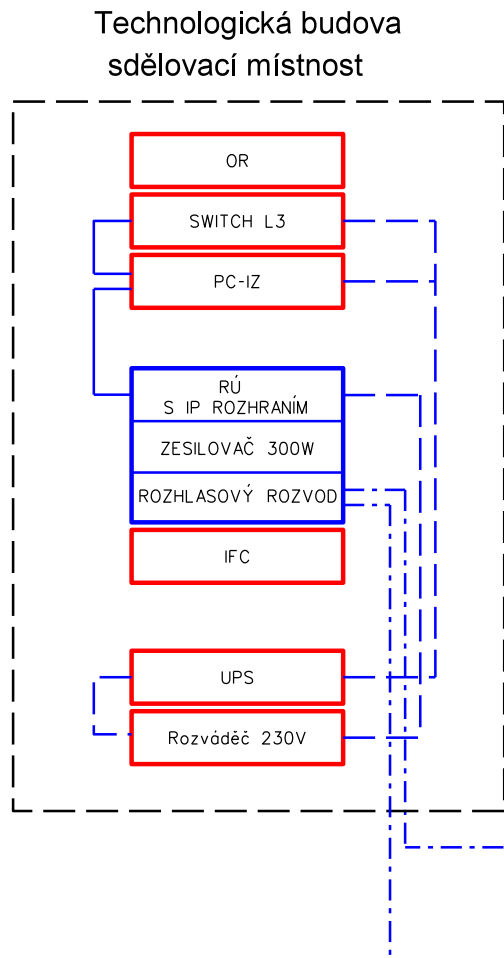 Technologická budova
sdělovací místnost
OR
SWITCH L3
PC-IZ
RÚ
S IP ROZHRANÍM
ZESILOVAČ 300W
ROZHLASOVÝ ROZVOD
IFC
UPS
Rozváděč 230V